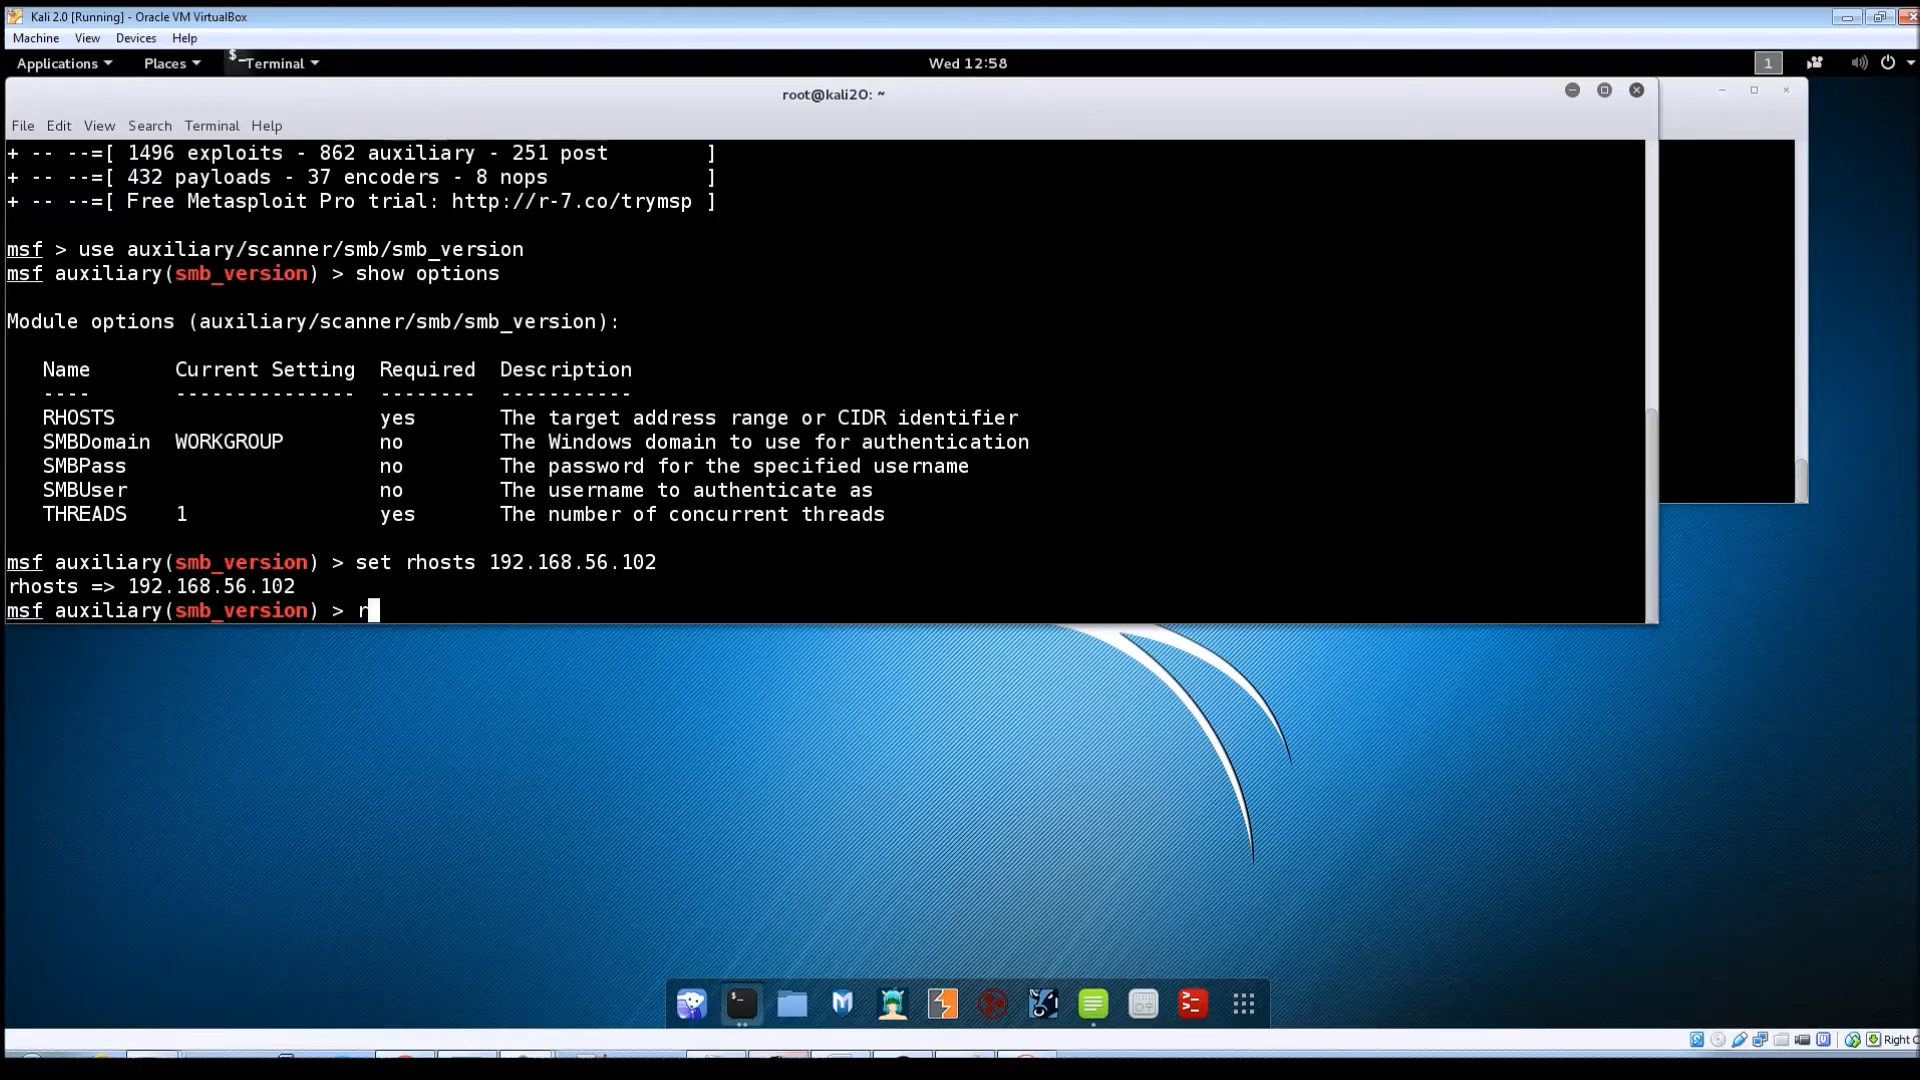 Kali 2.0 [Running] - Oracle VM VirtualBox
Machine View Devices Help
Applications Places Terminal Wed 12:58 1
root@kali2O: ~
File Edit View Search Terminal Help
+ -- --=[ 1496 exploits - 862 auxiliary - 251 post        ]
+ -- --=[ 432 payloads - 37 encoders - 8 nops             ]
+ -- --=[ Free Metasploit Pro trial: http://r-7.co/trymsp ]
msf > use auxiliary/scanner/smb/smb_version
msf auxiliary(smb_version) > show options
Module options (auxiliary/scanner/smb/smb_version):
Name       Current Setting  Required  Description
----       ---------------  --------  -----------
RHOSTS                      yes       The target address range or CIDR identifier
SMBDomain  WORKGROUP        no        The Windows domain to use for authentication
SMBPass                     no        The password for the specified username
SMBUser                     no        The username to authenticate as
THREADS    1                yes       The number of concurrent threads
msf auxiliary(smb_version) > set rhosts 192.168.56.102
rhosts => 192.168.56.102
msf auxiliary(smb_version) > r
Right C